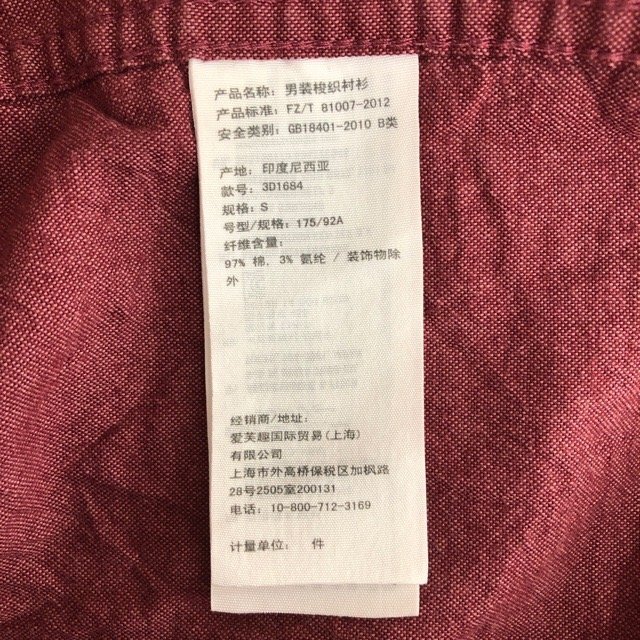 产品名称: 男装梭织衬衫
产品标准: FZ/T 81007-2012
安全类别: GB18401-2010 B类
产地: 印度尼西亚
款号: 3D1684
规格: S
号型/规格: 175/92A
纤维含量:
97% 棉, 3% 氨纶 / 装饰物除
外
经销商/地址:
爱芙趣国际贸易(上海)
有限公司
上海市外高桥保税区加枫路
28号2505室200131
电话: 10-800-712-3169
计量单位: 件